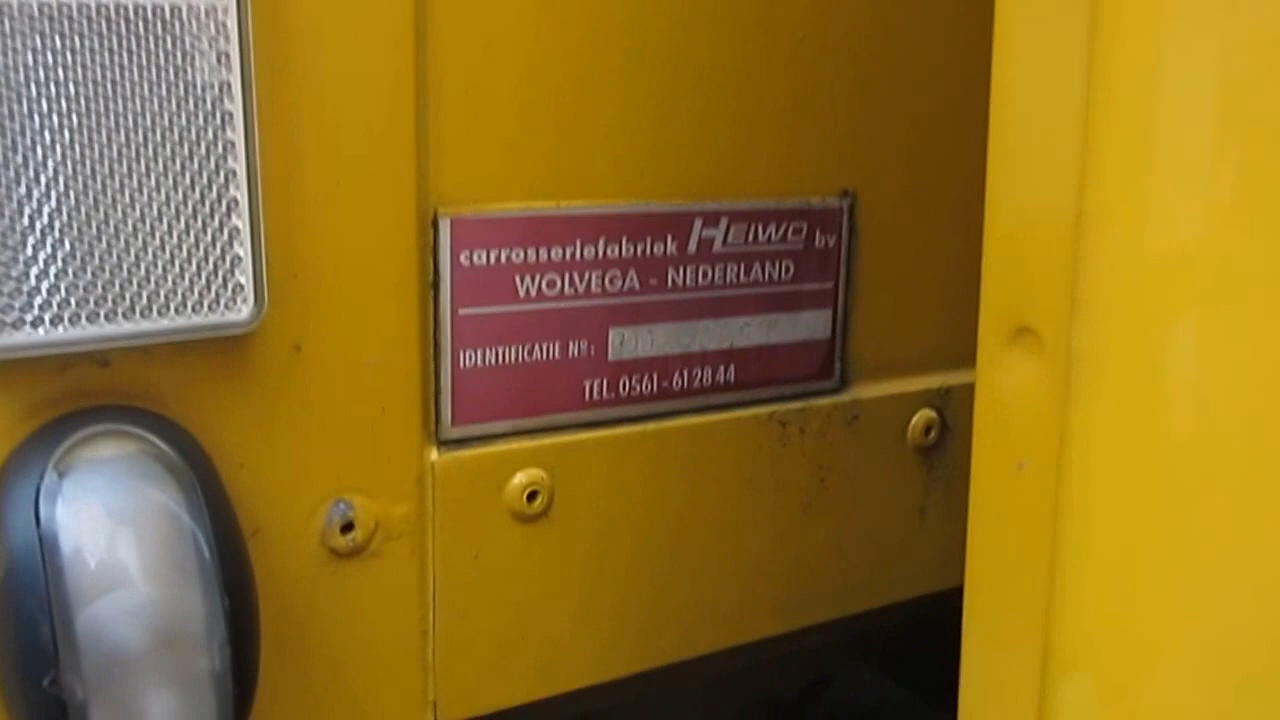 carrosseriefabriek HEIWO bv
WOLVEGA - NEDERLAND
IDENTIFICATIE Nº:
TEL. 0561-612844